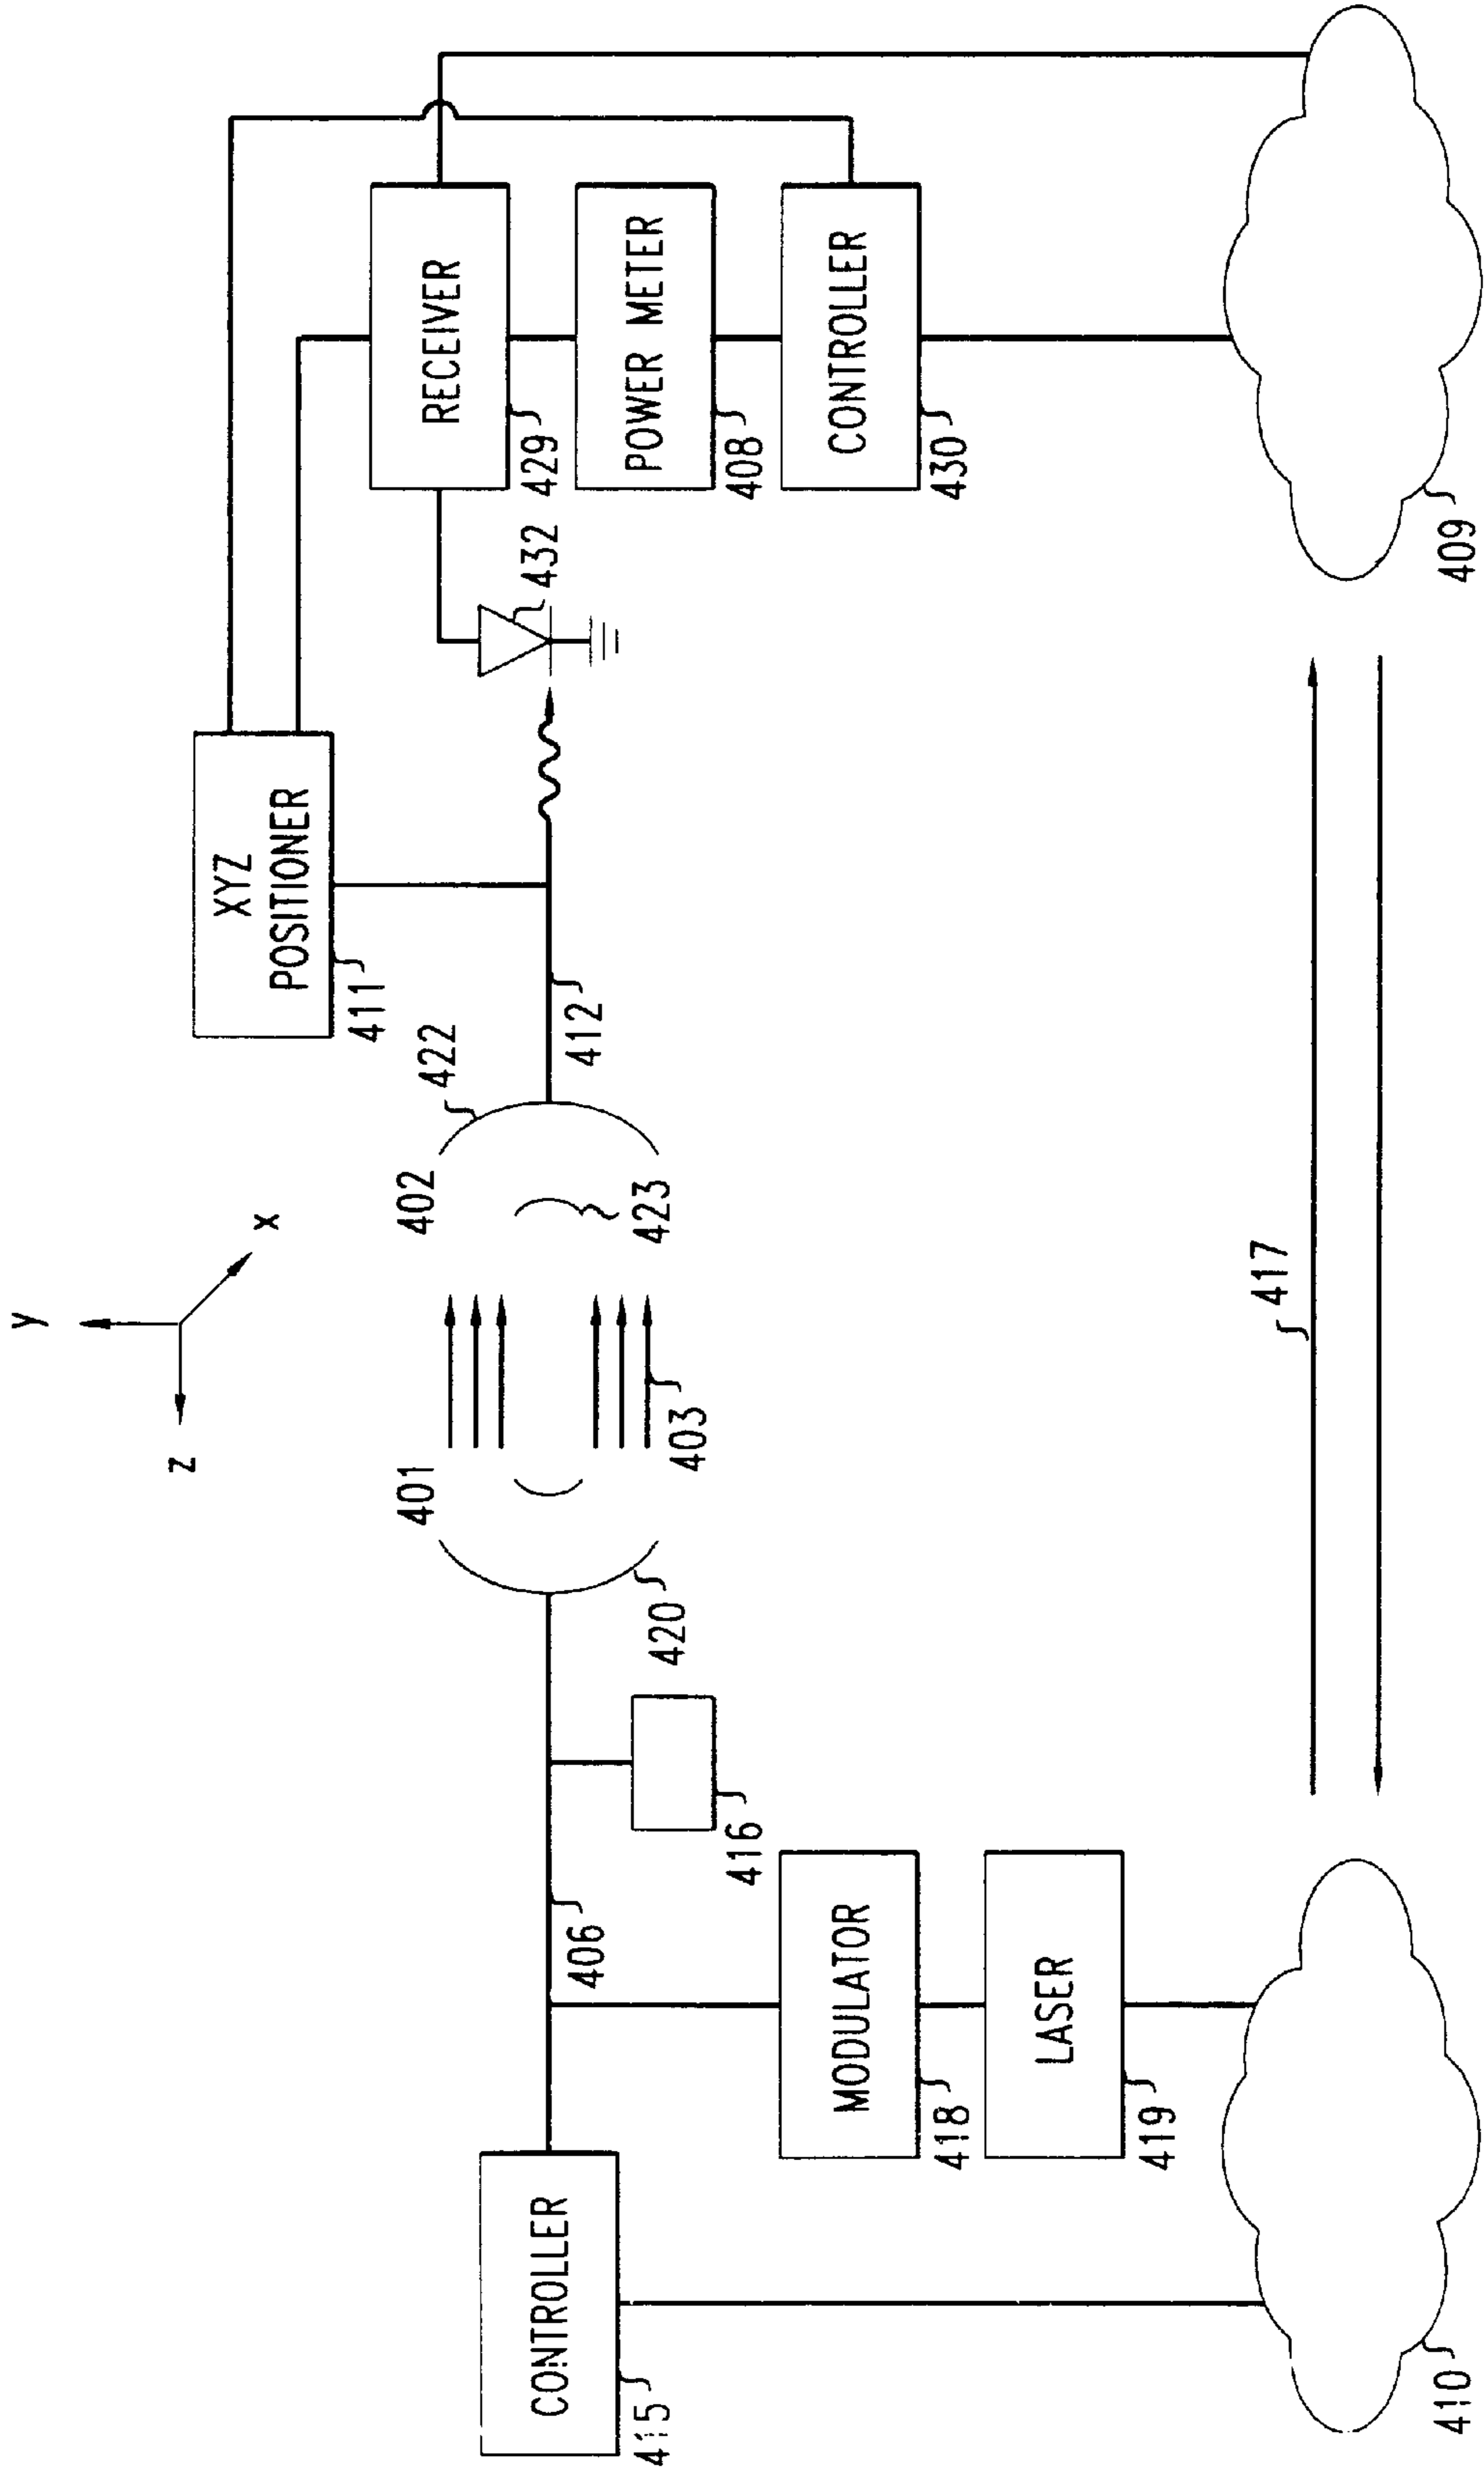 y
z
x
401
402
403
420
422
423
XYZ
POSITIONER
411
412
RECEIVER
429
432
POWER METER
408
CONTROLLER
430
CONTROLLER
415
406
416
MODULATOR
418
LASER
419
417
410
409